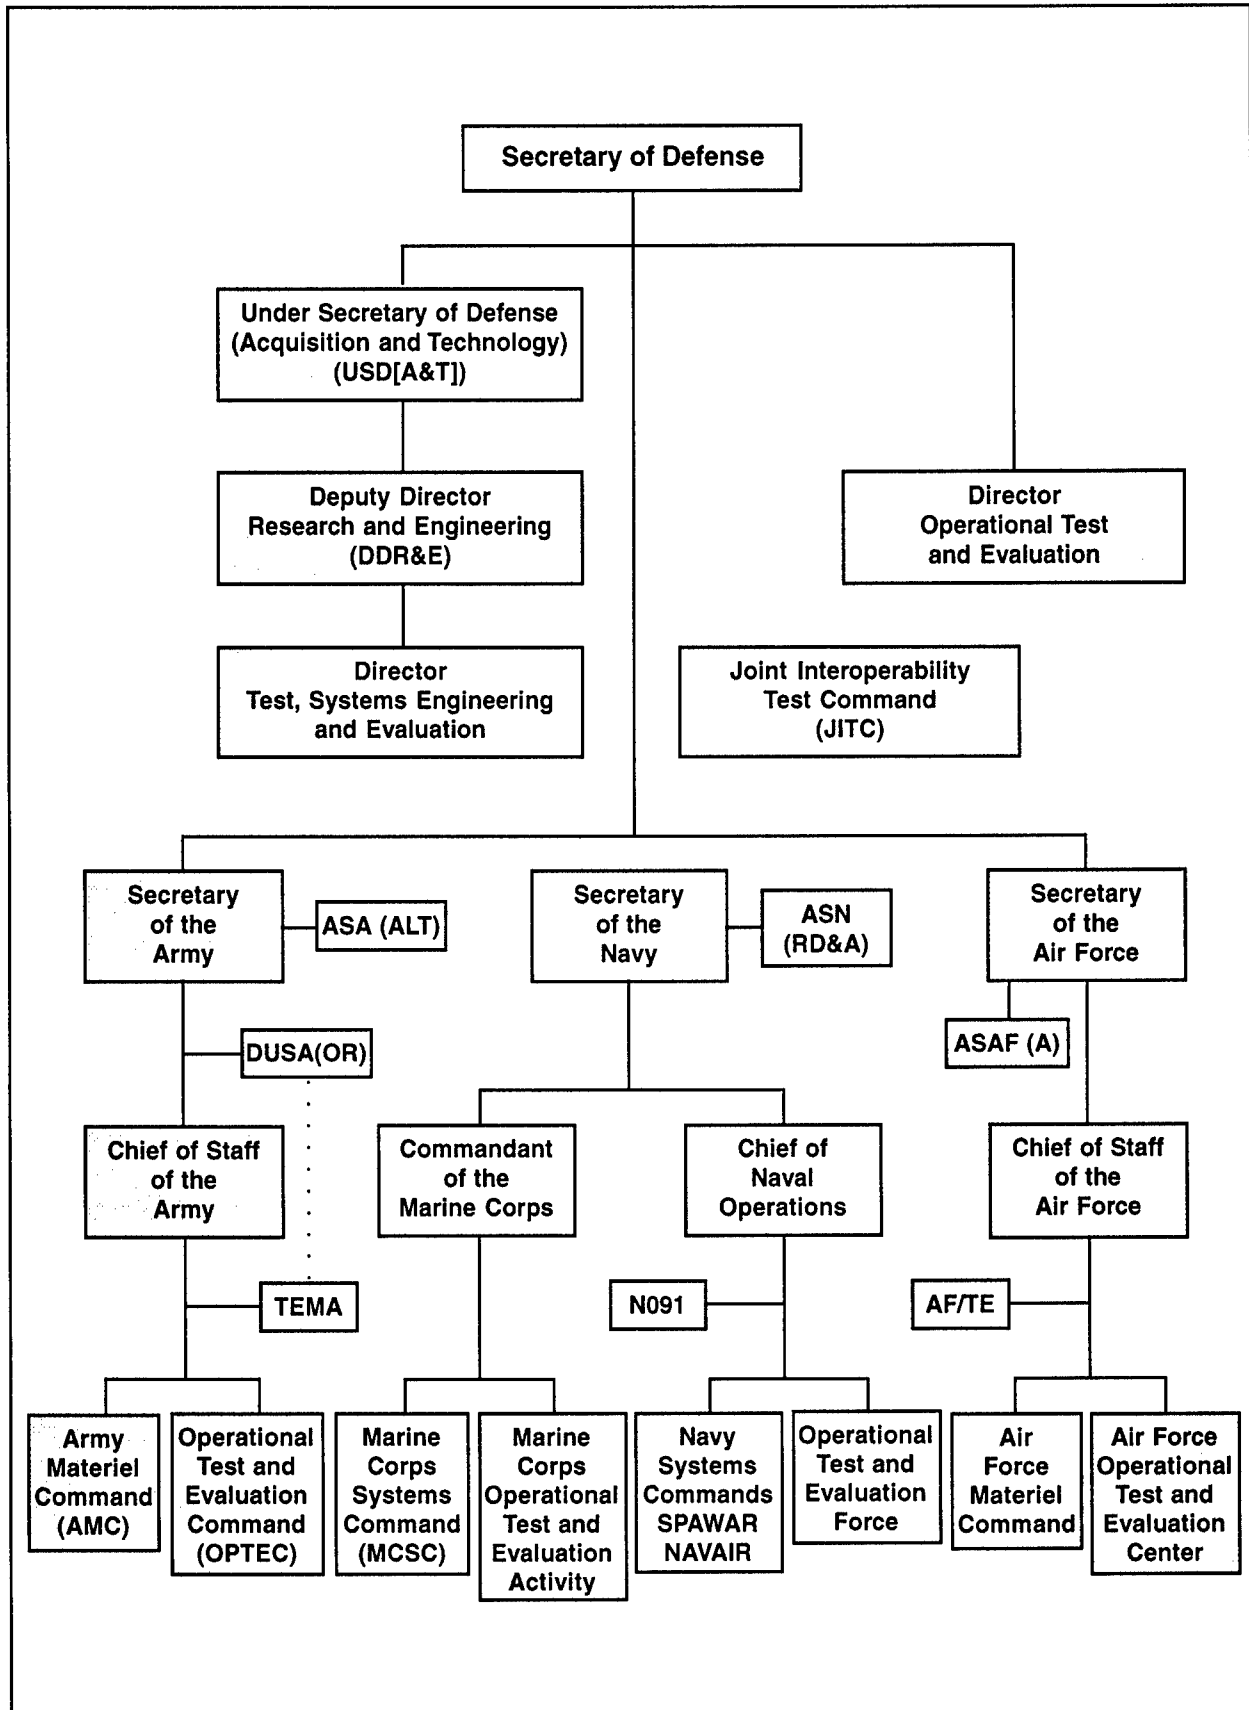 Secretary of Defense
Under Secretary of Defense
(Acquisition and Technology)
(USD[A&T])
Deputy Director
Research and Engineering
(DDR&E)
Director
Operational Test
and Evaluation
Director
Test, Systems Engineering
and Evaluation
Joint Interoperability
Test Command
(JITC)
Secretary
of the
Army
ASA (ALT)
Secretary
of the
Navy
ASN
(RD&A)
Secretary
of the
Air Force
DUSA(OR)
ASAF (A)
Chief of Staff
of the
Army
Commandant
of the
Marine Corps
Chief of
Naval
Operations
Chief of Staff
of the
Air Force
TEMA
N091
AF/TE
Army
Materiel
Command
(AMC)
Operational
Test and
Evaluation
Command
(OPTEC)
Marine
Corps
Systems
Command
(MCSC)
Marine
Corps
Operational
Test and
Evaluation
Activity
Navy
Systems
Commands
SPAWAR
NAVAIR
Operational
Test and
Evaluation
Force
Air
Force
Materiel
Command
Air Force
Operational
Test and
Evaluation
Center